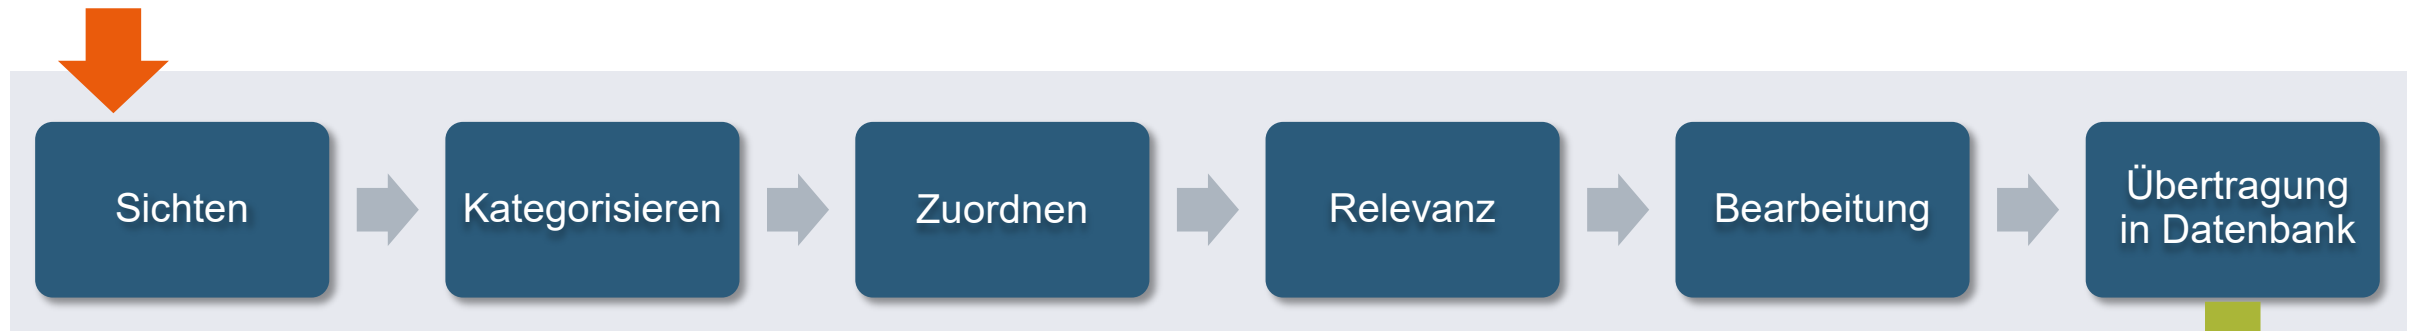 Sichten
Kategorisieren
Zuordnen
Relevanz
Bearbeitung
Übertragung
in Datenbank